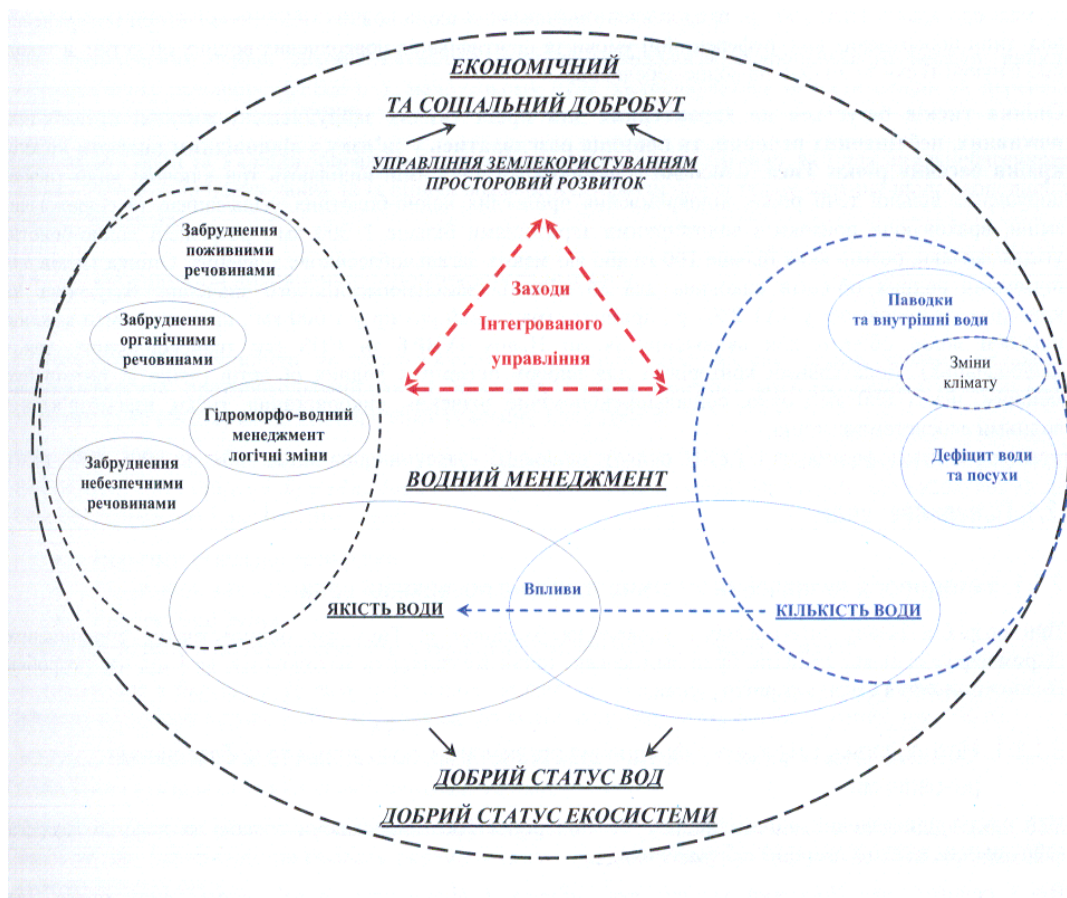 ЕКОНОМІЧНИЙ
ТА СОЦІАЛЬНИЙ ДОБРОБУТ
УПРАВЛІННЯ ЗЕМЛЕКОРИСТУВАННЯМ
ПРОСТОРОВИЙ РОЗВИТОК
Забруднення
поживними
речовинами
Забруднення
органічними
речовинами
Гідроморфо-водний
менеджмент
логічні зміни
Забруднення
небезпечними
речовинами
Заходи
Інтегрованого
управління
Паводки
та внутрішні води
Зміни
клімату
Дефіцит води
та посухи
ВОДНИЙ МЕНЕДЖМЕНТ
Впливи
ЯКІСТЬ ВОДИ
КІЛЬКІСТЬ ВОДИ
ДОБРИЙ СТАТУС ВОД
ДОБРИЙ СТАТУС ЕКОСИСТЕМИ